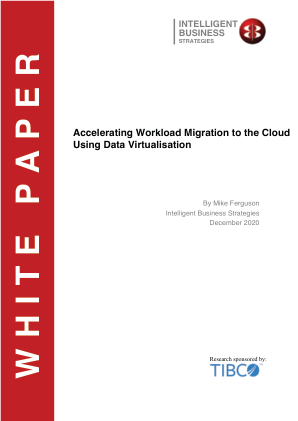 WHITE PAPER
INTELLIGENT
BUSINESS
STRATEGIES
Accelerating Workload Migration to the Cloud
Using Data Virtualisation
By Mike Ferguson
Intelligent Business Strategies
December 2020
Research sponsored by:
TIBCO™